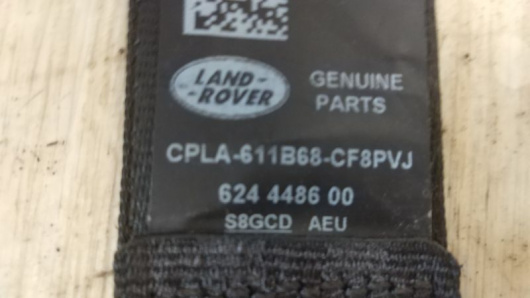 LAND-
-ROVER
GENUINE
PARTS
CPLA-611B68-CF8PVJ
624 4486 00
S8GCD AEU